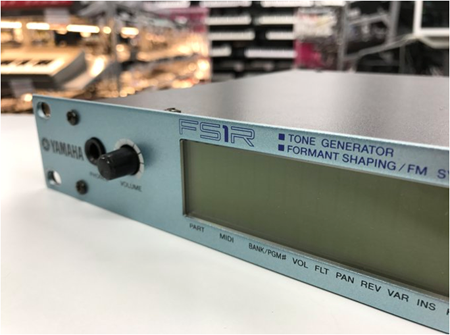 YAMAHA
VOLUME
FS1R
■ TONE GENERATOR
■ FORMANT SHAPING/FM
PART MIDI BANK/PGM# VOL FLT PAN REV VAR INS